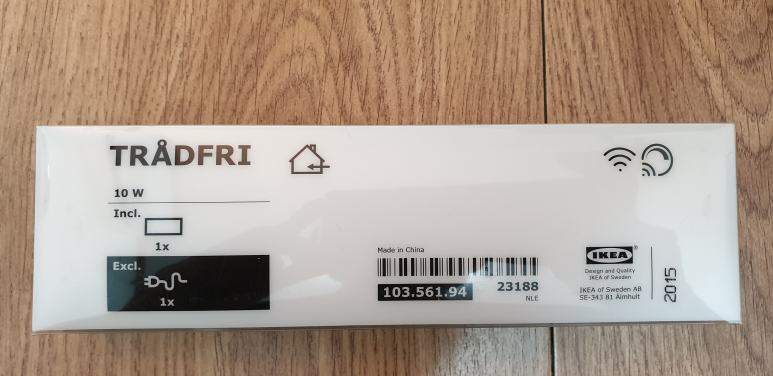 TRÅDFRI
10 W
Incl.
1x
Excl.
1x
Made in China
103.561.94
23188
NLE
IKEA®
Design and Quality
IKEA of Sweden
IKEA of Sweden AB
SE-343 81 Älmhult
2015